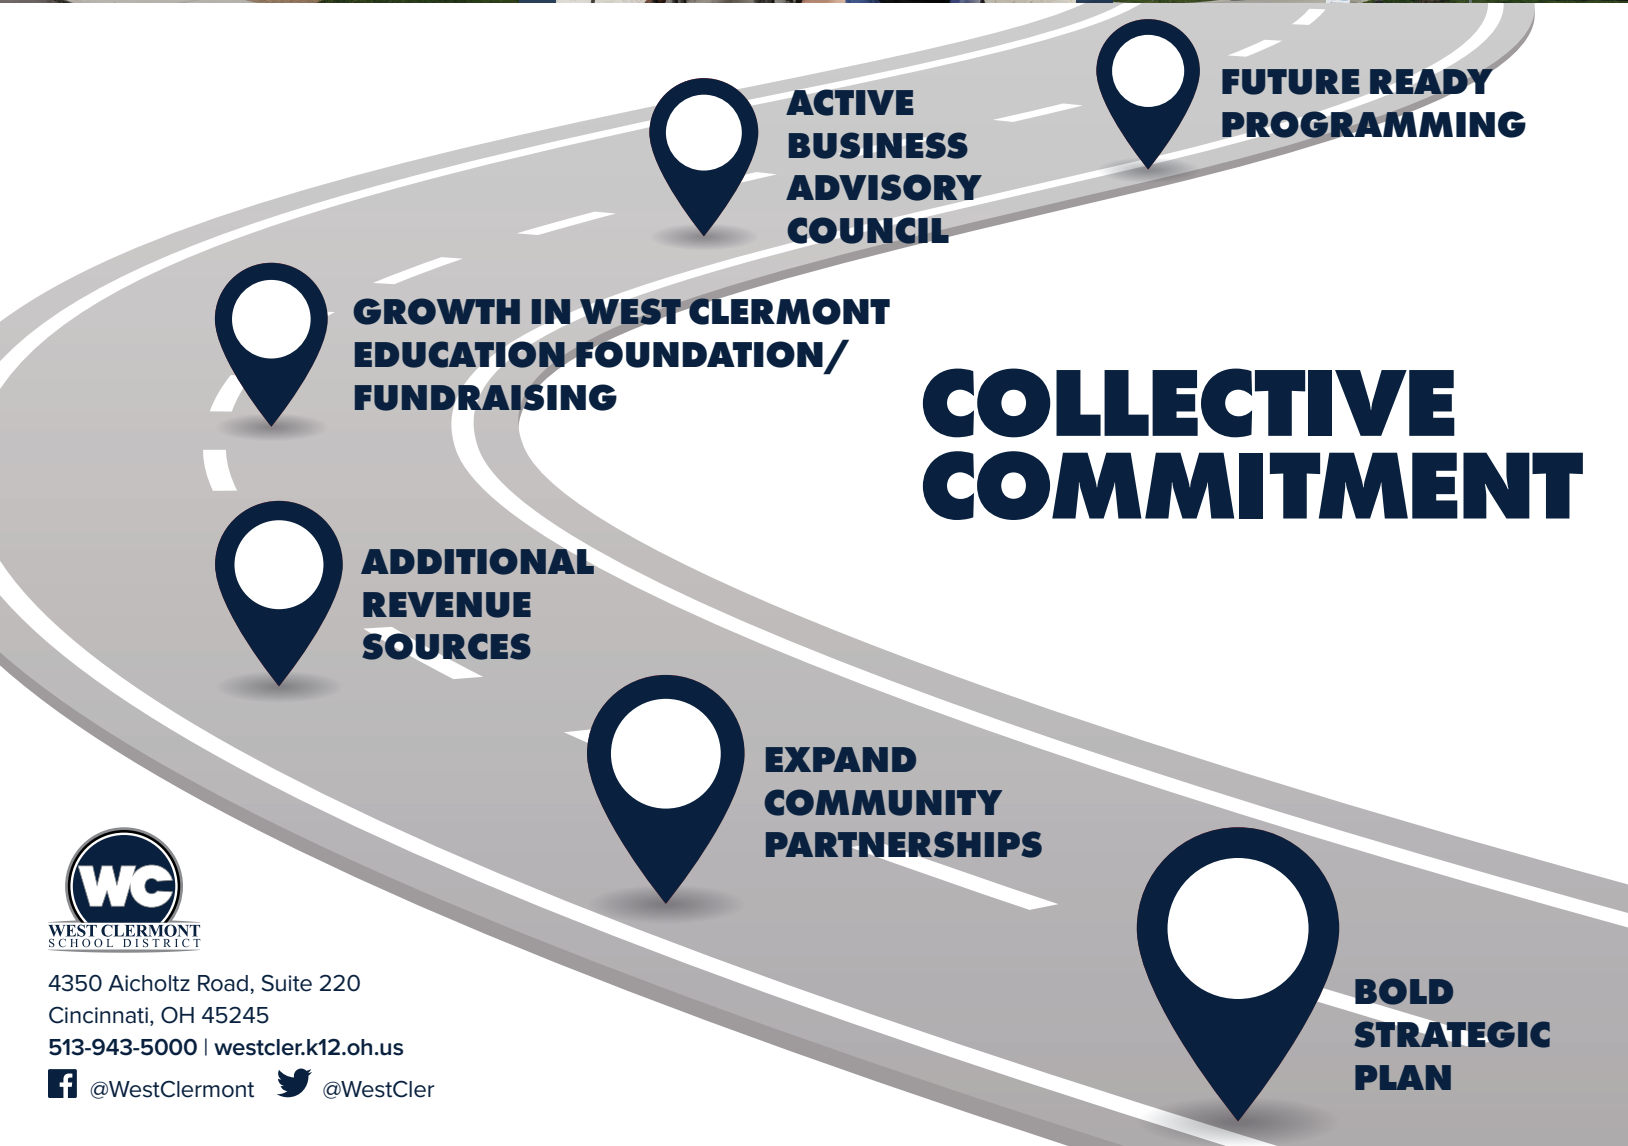 FUTURE READY
PROGRAMMING
ACTIVE
BUSINESS
ADVISORY
COUNCIL
GROWTH IN WEST CLERMONT
EDUCATION FOUNDATION/
FUNDRAISING
COLLECTIVE
COMMITMENT
ADDITIONAL
REVENUE
SOURCES
EXPAND
COMMUNITY
PARTNERSHIPS
BOLD
STRATEGIC
PLAN
WC
WEST CLERMONT
SCHOOL DISTRICT
4350 Aicholtz Road, Suite 220
Cincinnati, OH 45245
513-943-5000 | westcler.k12.oh.us
@WestClermont @WestCler